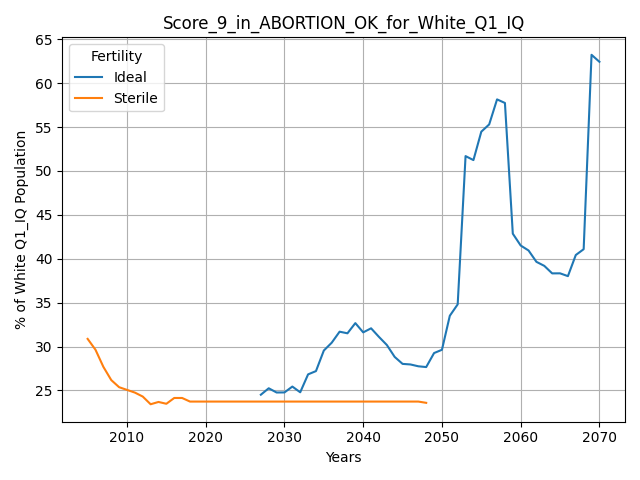 Score_9_in_ABORTION_OK_for_White_Q1_IQ
Fertility
Ideal
Sterile
% of White Q1_IQ Population
65
60
55
50
45
40
35
30
25
2010 2020 2030 2040 2050 2060 2070
Years